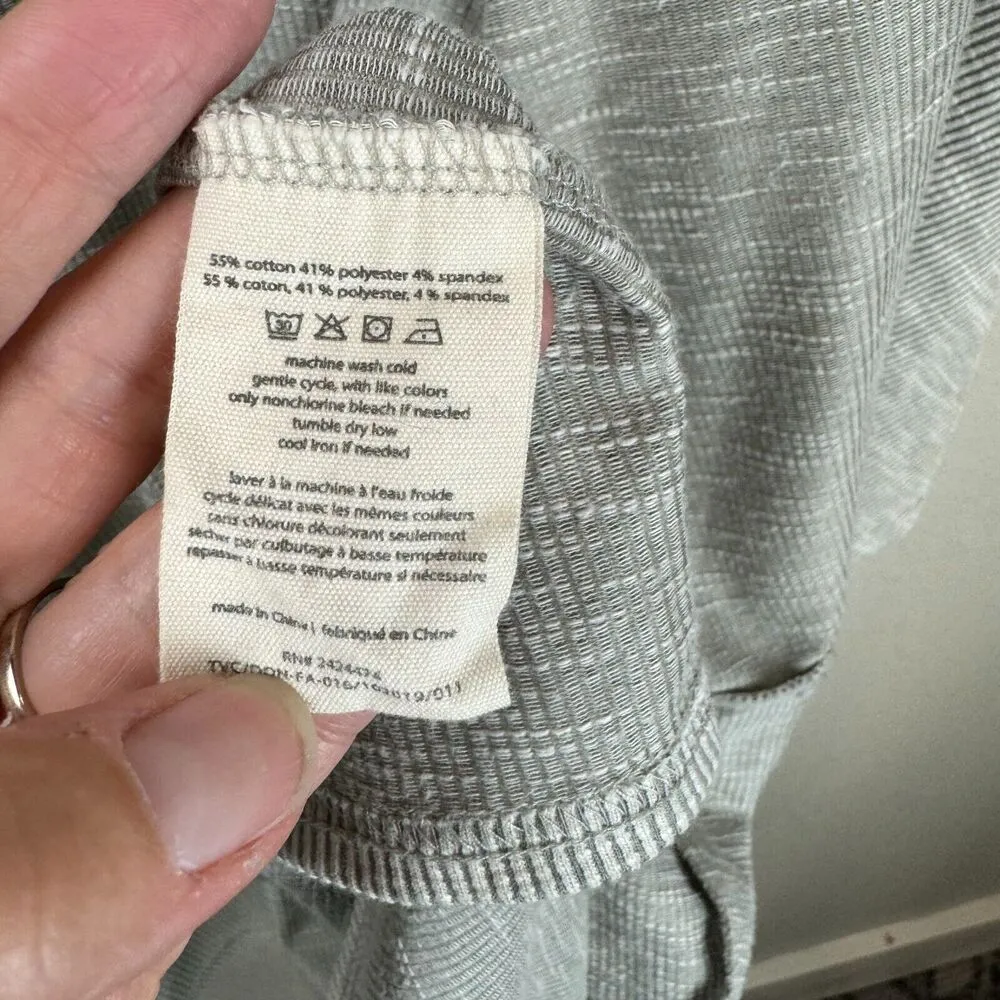 55% cotton 41% polyester 4% spandex
55 % coton, 41 % polyester, 4 % spandex
30
machine wash cold
gentle cycle, with like colors
only nonchlorine bleach if needed
tumble dry low
cool iron if needed
laver à la machine à l'eau froide
cycle délicat avec les mêmes couleurs
sans chlorure décolorant seulement
sécher par culbutage à basse température
repasser à basse température si nécessaire
made in China | fabriqué en Chine
RN#